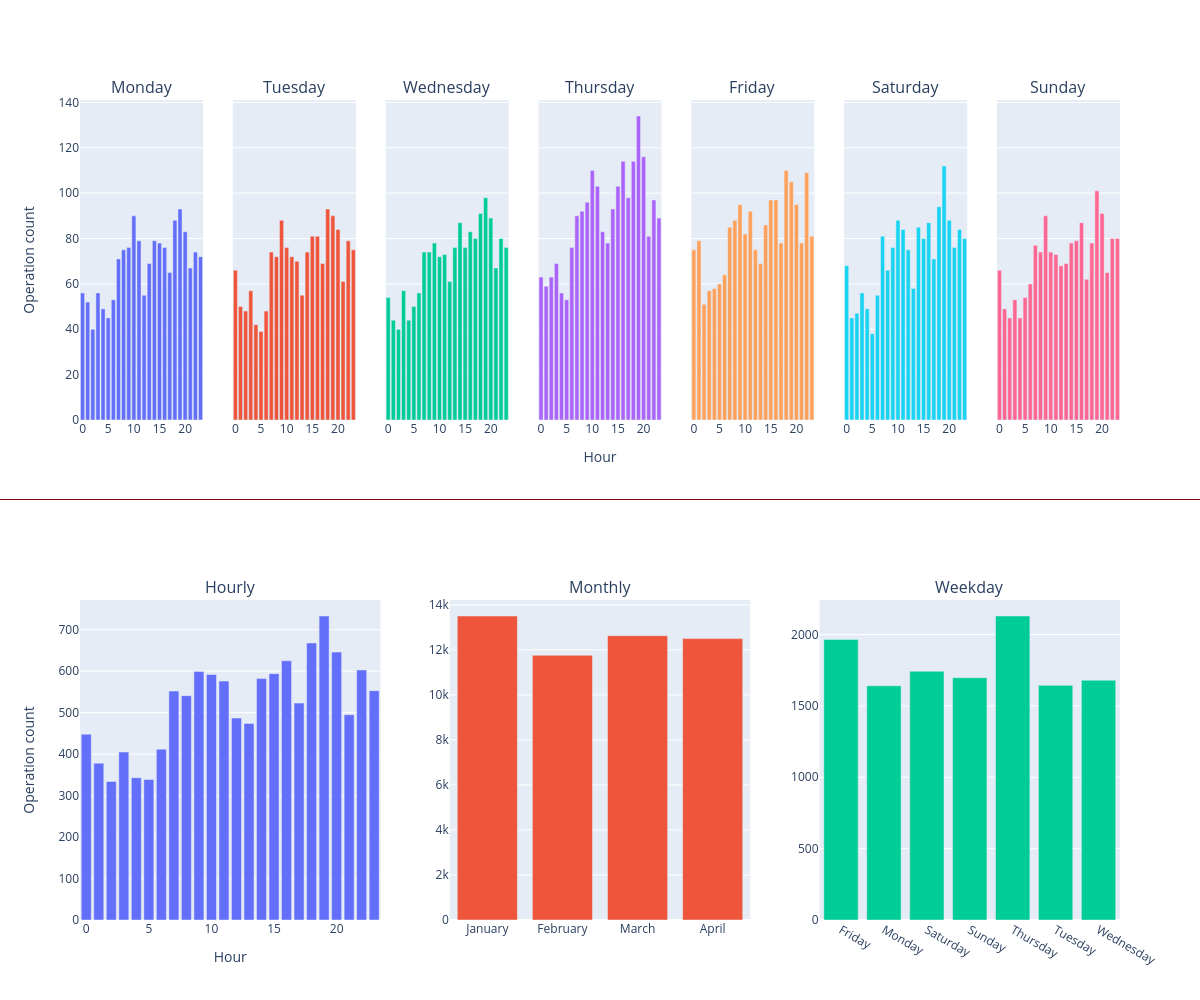 Monday Tuesday Wednesday Thursday Friday Saturday Sunday
140
120
100
80
60
40
20
0
Operation count
0 5 10 15 20 0 5 10 15 20 0 5 10 15 20 0 5 10 15 20 0 5 10 15 20 0 5 10 15 20 0 5 10 15 20
Hour
Hourly
700
600
500
400
300
200
100
0
Operation count
0 5 10 15 20
Hour
Monthly
14k
12k
10k
8k
6k
4k
2k
0
January February March April
Weekday
2000
1500
1000
500
0
Friday Monday Saturday Sunday Thursday Tuesday Wednesday